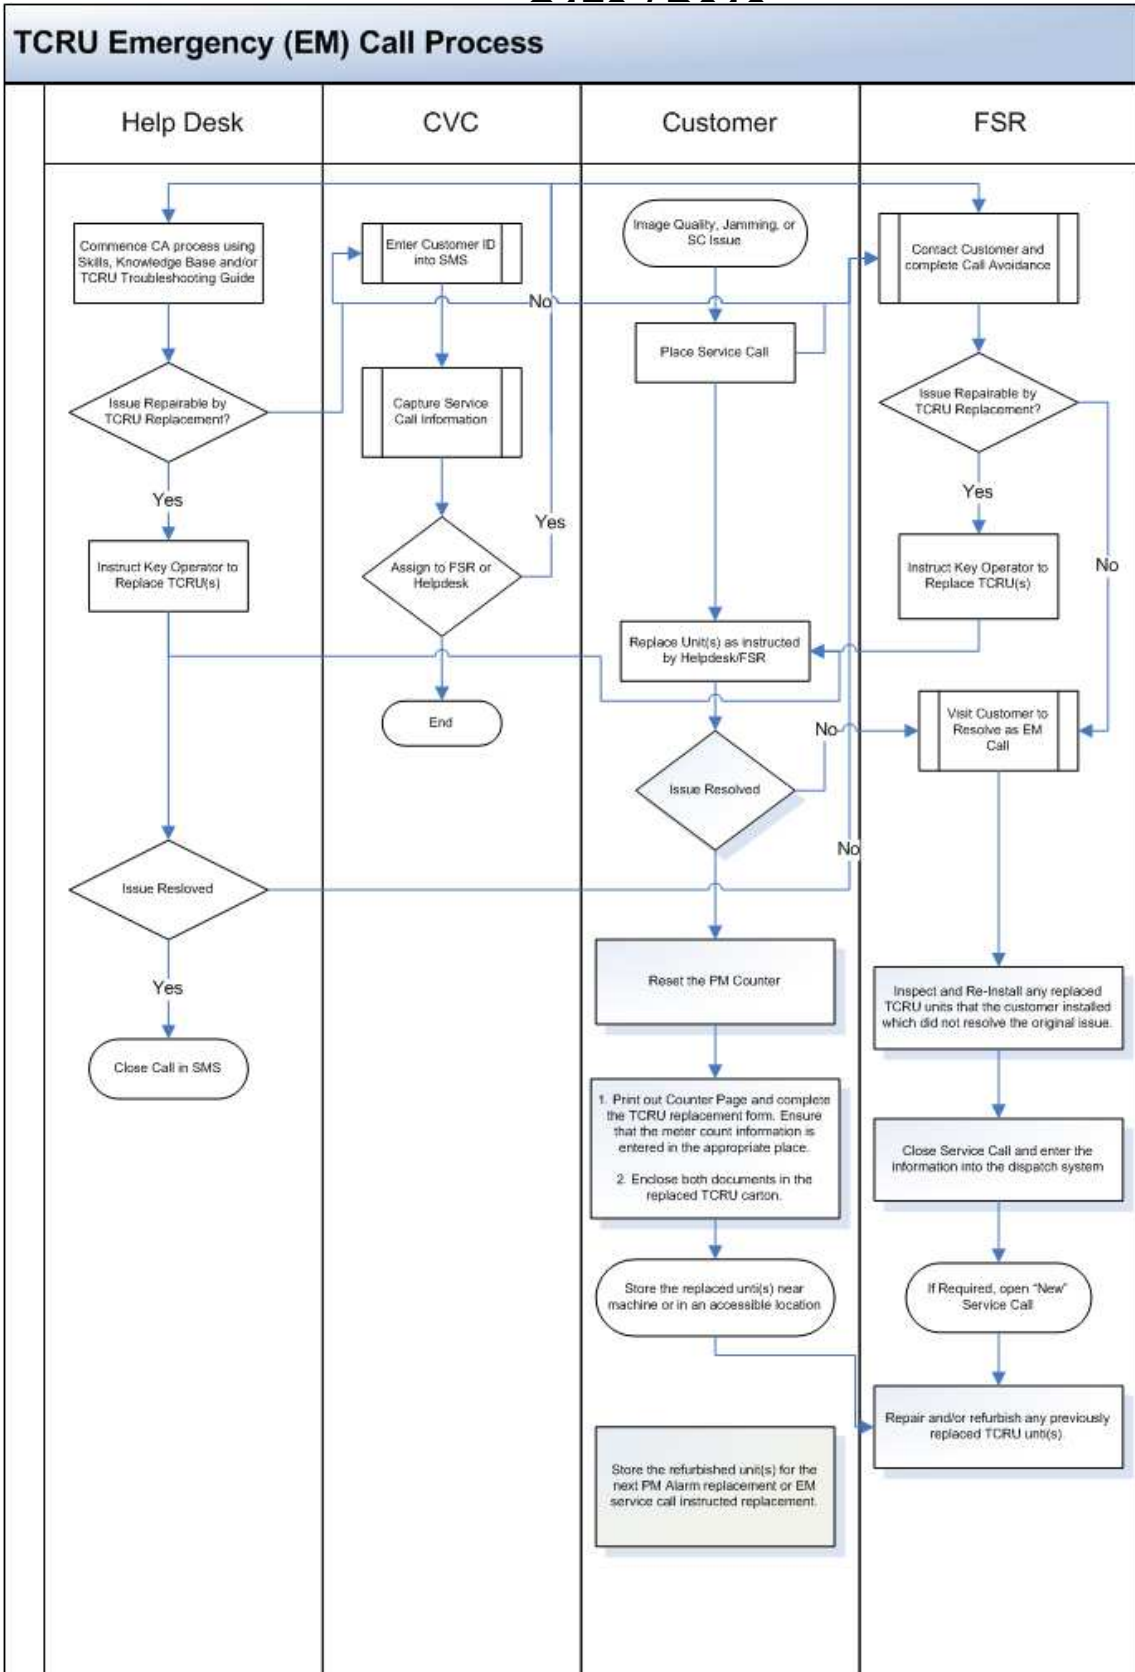 TCRU Emergency (EM) Call Process
Help Desk
CVC
Customer
FSR
Commence CA process using
Skills, Knowledge Base and/or
TCRU Troubleshooting Guide
Issue Repairable by
TCRU Replacement?
Yes
Instruct Key Operator to
Replace TCRU(s)
Issue Resloved
Yes
Close Call in SMS
Enter Customer ID
into SMS
No
Capture Service
Call Information
Yes
Assign to FSR or
Helpdesk
End
Image Quality, Jamming, or
SC Issue
Place Service Call
Replace Unit(s) as instructed
by Helpdesk/FSR
No
Issue Resolved
No
Reset the PM Counter
1. Print out Counter Page and complete
the TCRU replacement form. Ensure
that the meter count information is
entered in the appropriate place.
2. Enclose both documents in the
replaced TCRU carton.
Store the replaced unti(s) near
machine or in an accessible location
Store the refurbished unit(s) for the
next PM Alarm replacement or EM
service call instructed replacement.
Contact Customer and
complete Call Avoidance
Issue Repairable by
TCRU Replacement?
Yes
No
Instruct Key Operator to
Replace TCRU(s)
Visit Customer to
Resolve as EM
Call
Inspect and Re-Install any replaced
TCRU units that the customer installed
which did not resolve the original issue.
Close Service Call and enter the
information into the dispatch system
If Required, open "New"
Service Call
Repair and/or refurbish any previously
replaced TCRU unti(s)